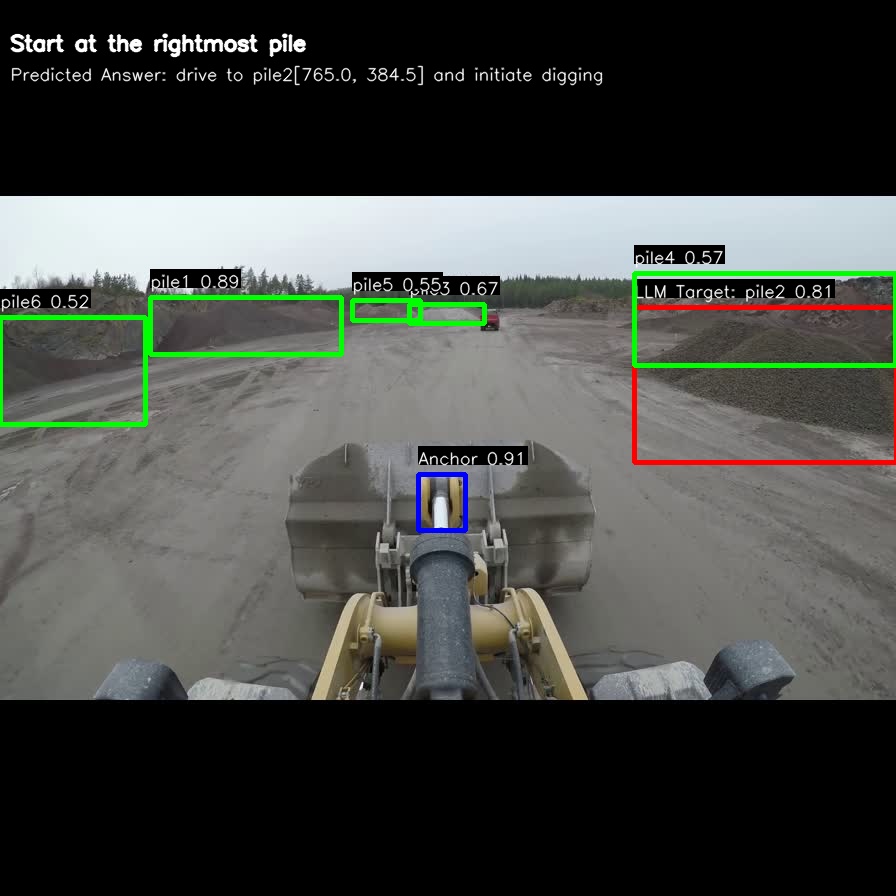 Start at the rightmost pile
Predicted Answer: drive to pile2[765.0, 384.5] and initiate digging
pile4 0.57
pile1 0.89
pile5 0.55
pile3 0.67
LLM Target: pile2 0.81
pile6 0.52
Anchor 0.91